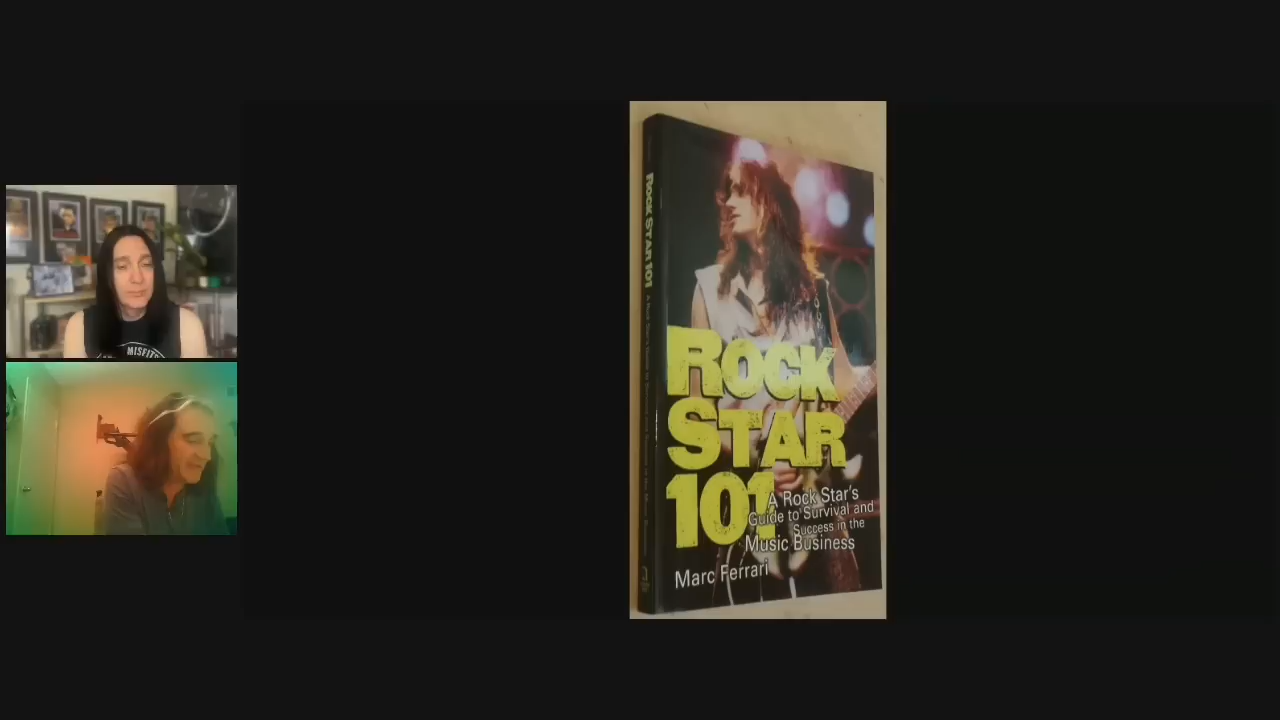 MISFITS
ROCK STAR 101
ROCK
STAR
101
A Rock Star's
Guide to Survival and
Success in the
Music Business
Marc Ferrari